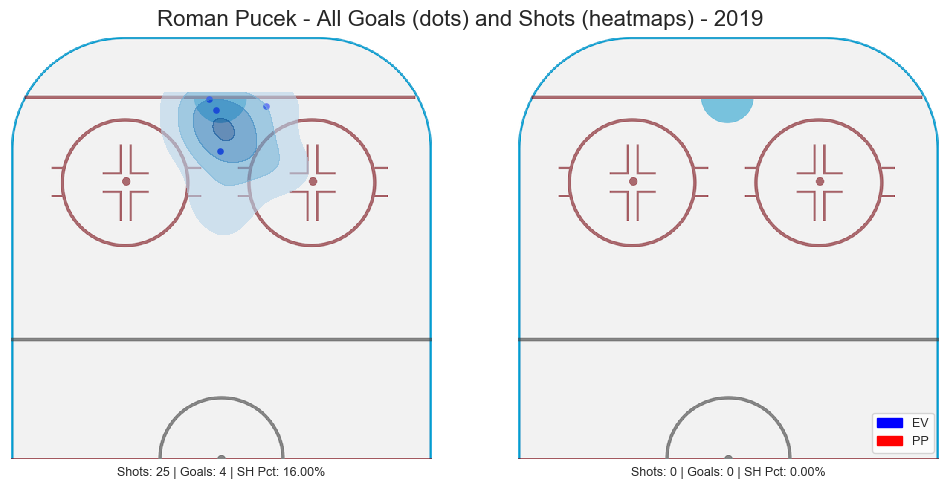 Roman Pucek - All Goals (dots) and Shots (heatmaps) - 2019
EV
PP
Shots: 25 | Goals: 4 | SH Pct: 16.00%
Shots: 0 | Goals: 0 | SH Pct: 0.00%